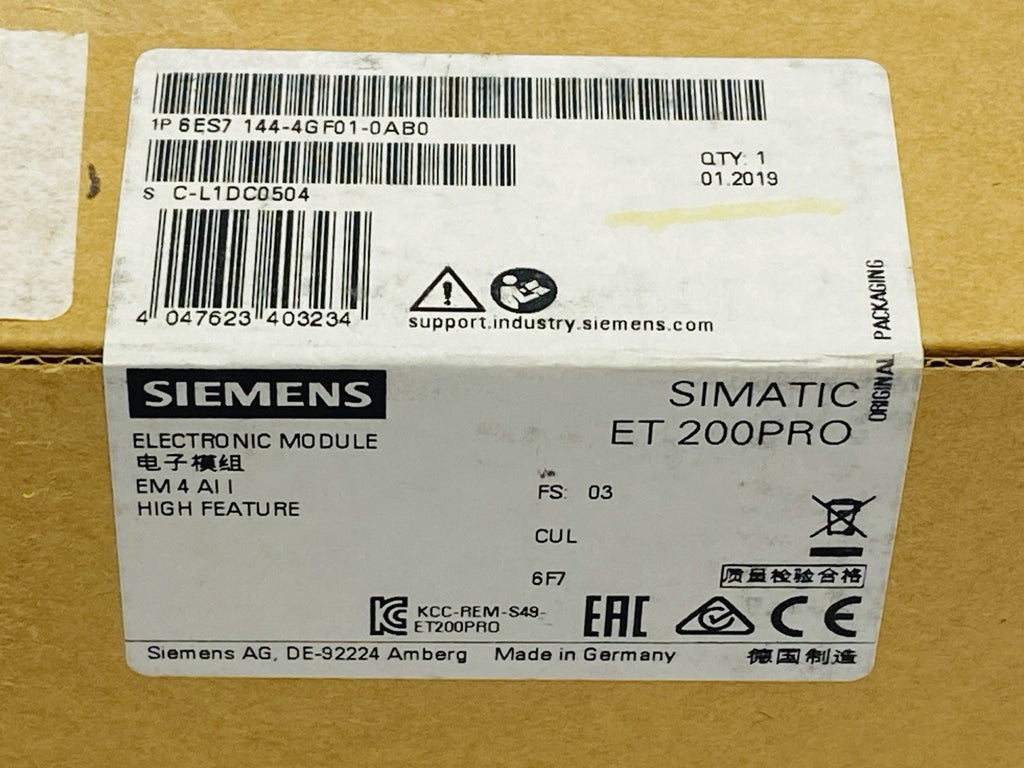 1P 6ES7 144-4GF01-0AB0
S C-L1DC0504
QTY: 1
01.2019
4 047623 403234
support.industry.siemens.com
ORIGINAL PACKAGING
SIEMENS
SIMATIC
ET 200PRO
ELECTRONIC MODULE
电子模组
EM 4 AI I
HIGH FEATURE
FS: 03
CUL
6F7
质量检验合格
KCC-REM-S49-
ET200PRO
EAC
CE
Siemens AG, DE-92224 Amberg Made in Germany 德国制造